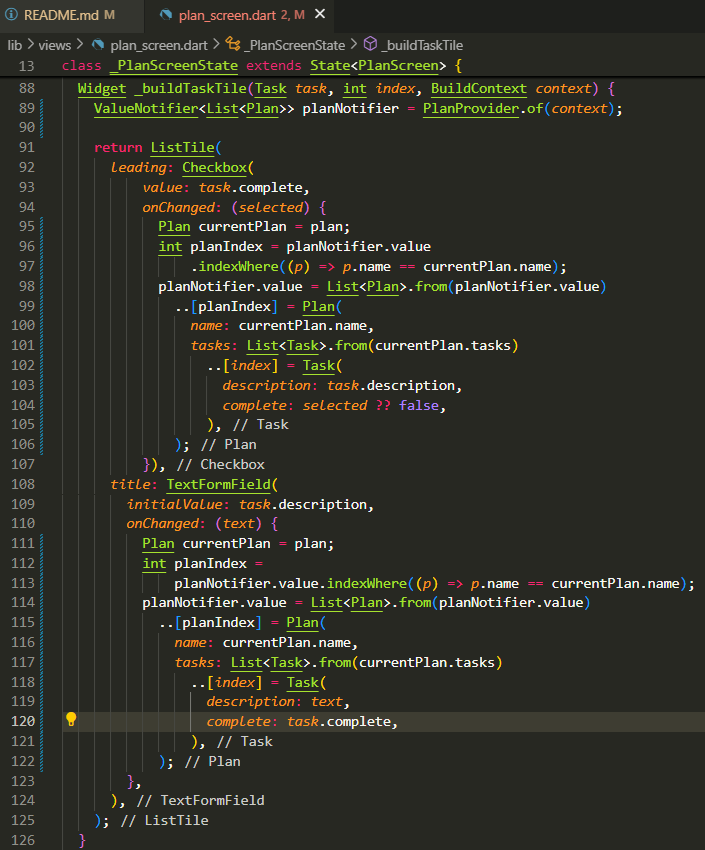 README.md M plan_screen.dart 2, M
lib > views > plan_screen.dart > _PlanScreenState > _buildTaskTile
13 class _PlanScreenState extends State<PlanScreen> {
88 Widget _buildTaskTile(Task task, int index, BuildContext context) {
89 ValueNotifier<List<Plan>> planNotifier = PlanProvider.of(context);
90
91 return ListTile(
92 leading: Checkbox(
93 value: task.complete,
94 onChanged: (selected) {
95 Plan currentPlan = plan;
96 int planIndex = planNotifier.value
97 .indexWhere((p) => p.name == currentPlan.name);
98 planNotifier.value = List<Plan>.from(planNotifier.value)
99 ..[planIndex] = Plan(
100 name: currentPlan.name,
101 tasks: List<Task>.from(currentPlan.tasks)
102 ..[index] = Task(
103 description: task.description,
104 complete: selected ?? false,
105 ), // Task
106 ); // Plan
107 }), // Checkbox
108 title: TextFormField(
109 initialValue: task.description,
110 onChanged: (text) {
111 Plan currentPlan = plan;
112 int planIndex =
113 planNotifier.value.indexWhere((p) => p.name == currentPlan.name);
114 planNotifier.value = List<Plan>.from(planNotifier.value)
115 ..[planIndex] = Plan(
116 name: currentPlan.name,
117 tasks: List<Task>.from(currentPlan.tasks)
118 ..[index] = Task(
119 description: text,
120 complete: task.complete,
121 ), // Task
122 ); // Plan
123 },
124 ), // TextFormField
125 ); // ListTile
126 }